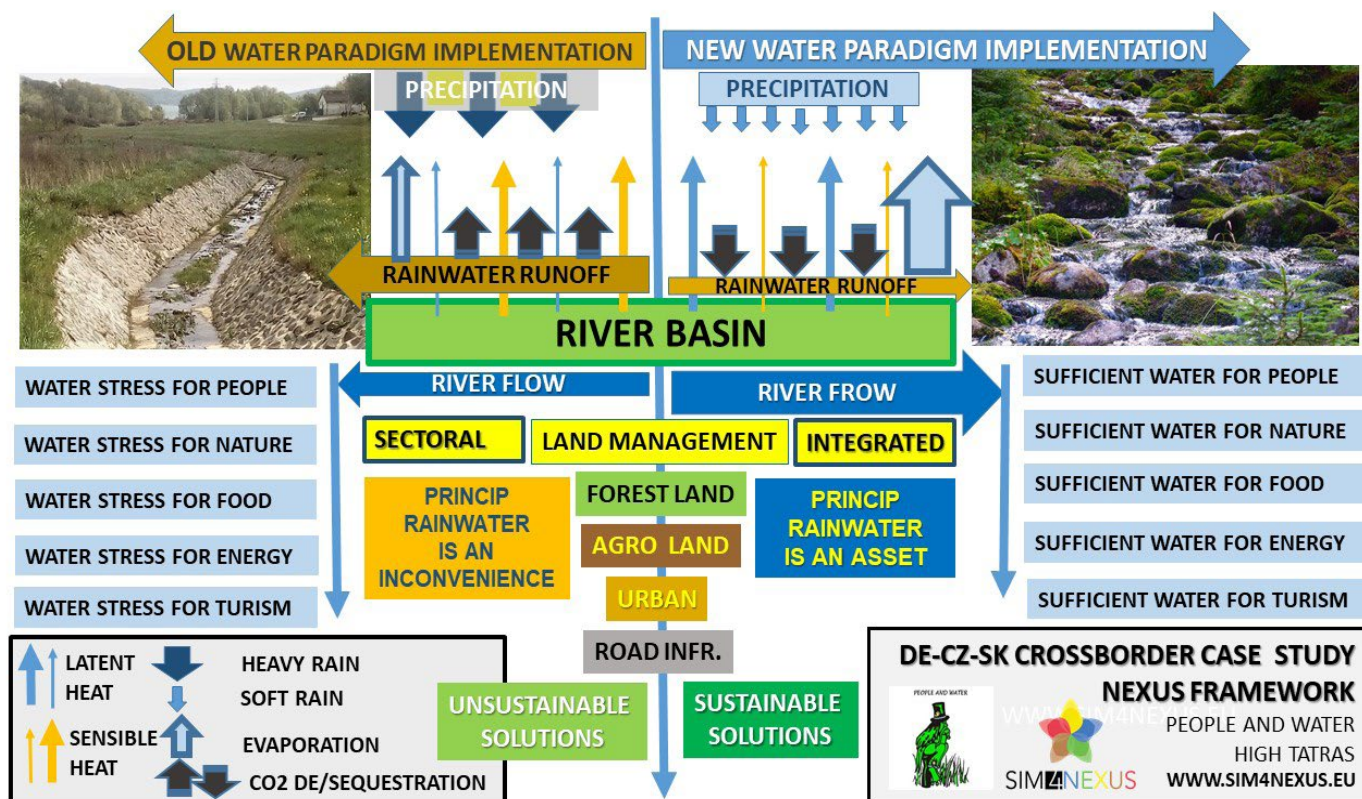 OLD WATER PARADIGM IMPLEMENTATION
NEW WATER PARADIGM IMPLEMENTATION
PRECIPITATION
PRECIPITATION
RAINWATER RUNOFF
RAINWATER RUNOFF
RIVER BASIN
RIVER FLOW
RIVER FROW
WATER STRESS FOR PEOPLE
WATER STRESS FOR NATURE
WATER STRESS FOR FOOD
WATER STRESS FOR ENERGY
WATER STRESS FOR TURISM
SECTORAL
LAND MANAGEMENT
INTEGRATED
PRINCIP
RAINWATER
IS AN
INCONVENIENCE
FOREST LAND
AGRO LAND
URBAN
ROAD INFR.
PRINCIP
RAINWATER
IS AN ASSET
SUFFICIENT WATER FOR PEOPLE
SUFFICIENT WATER FOR NATURE
SUFFICIENT WATER FOR FOOD
SUFFICIENT WATER FOR ENERGY
SUFFICIENT WATER FOR TURISM
LATENT
HEAT
SENSIBLE
HEAT
HEAVY RAIN
SOFT RAIN
EVAPORATION
CO2 DE/SEQUESTRATION
UNSUSTAINABLE
SOLUTIONS
SUSTAINABLE
SOLUTIONS
DE-CZ-SK CROSSBORDER CASE STUDY
NEXUS FRAMEWORK
PEOPLE AND WATER
WWW.SIM4NEXUS.EU
SIM4NEXUS
PEOPLE AND WATER
HIGH TATRAS
WWW.SIM4NEXUS.EU